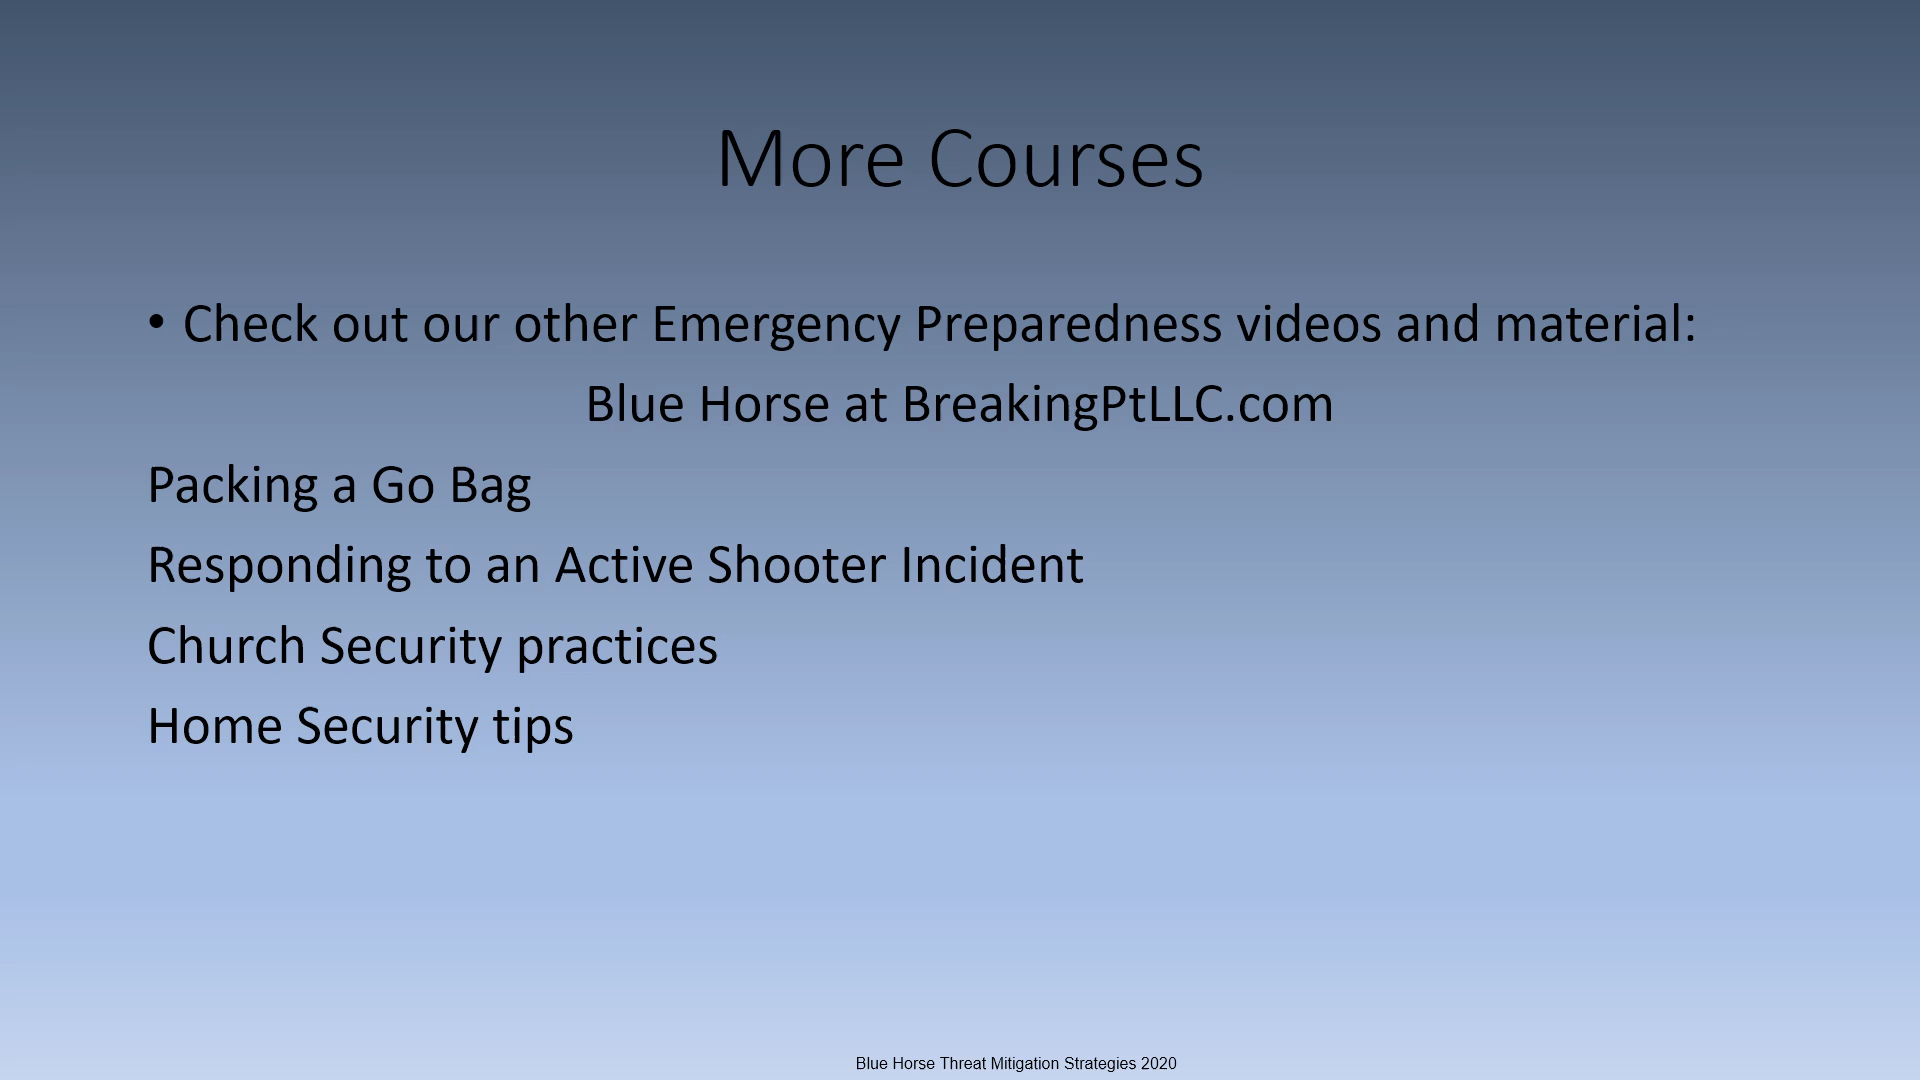 More Courses
• Check out our other Emergency Preparedness videos and material:
Blue Horse at BreakingPtLLC.com
Packing a Go Bag
Responding to an Active Shooter Incident
Church Security practices
Home Security tips
Blue Horse Threat Mitigation Strategies 2020